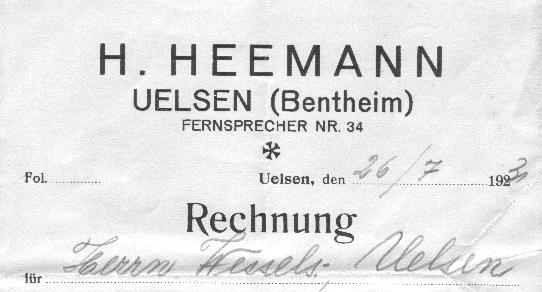 H. HEEMANN
UELSEN (Bentheim)
FERNSPRECHER NR. 34
Fol. Uelsen, den 26/7 1923
Rechnung
für Herrn Wessels, Uelsen